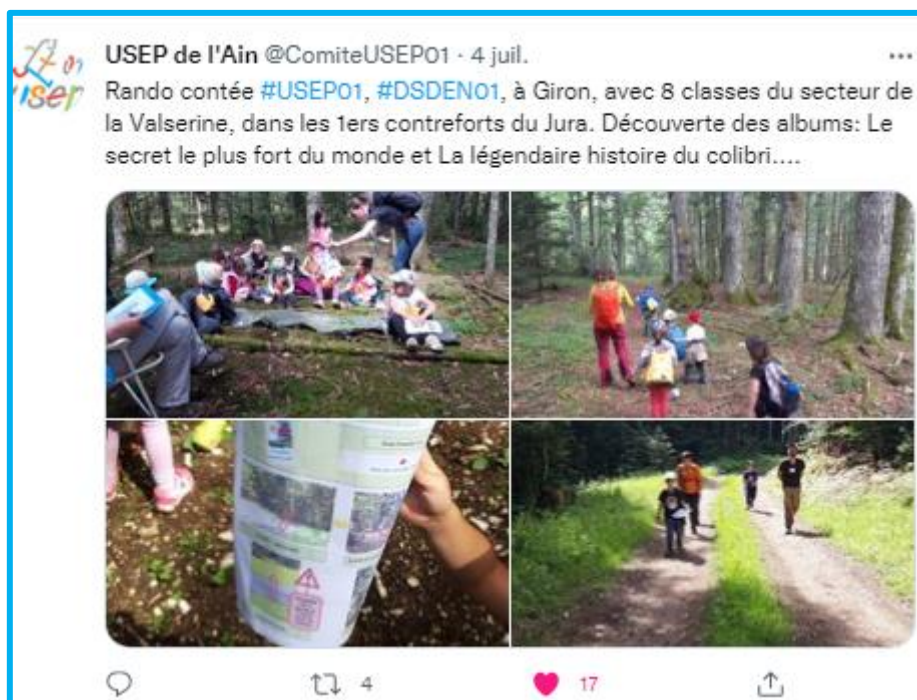 USEP de l'Ain @ComiteUSEP01 · 4 juil.
Rando contée #USEP01, #DSDEN01, à Giron, avec 8 classes du secteur de
la Valserine, dans les 1ers contreforts du Jura. Découverte des albums: Le
secret le plus fort du monde et La légendaire histoire du colibri....
4
17